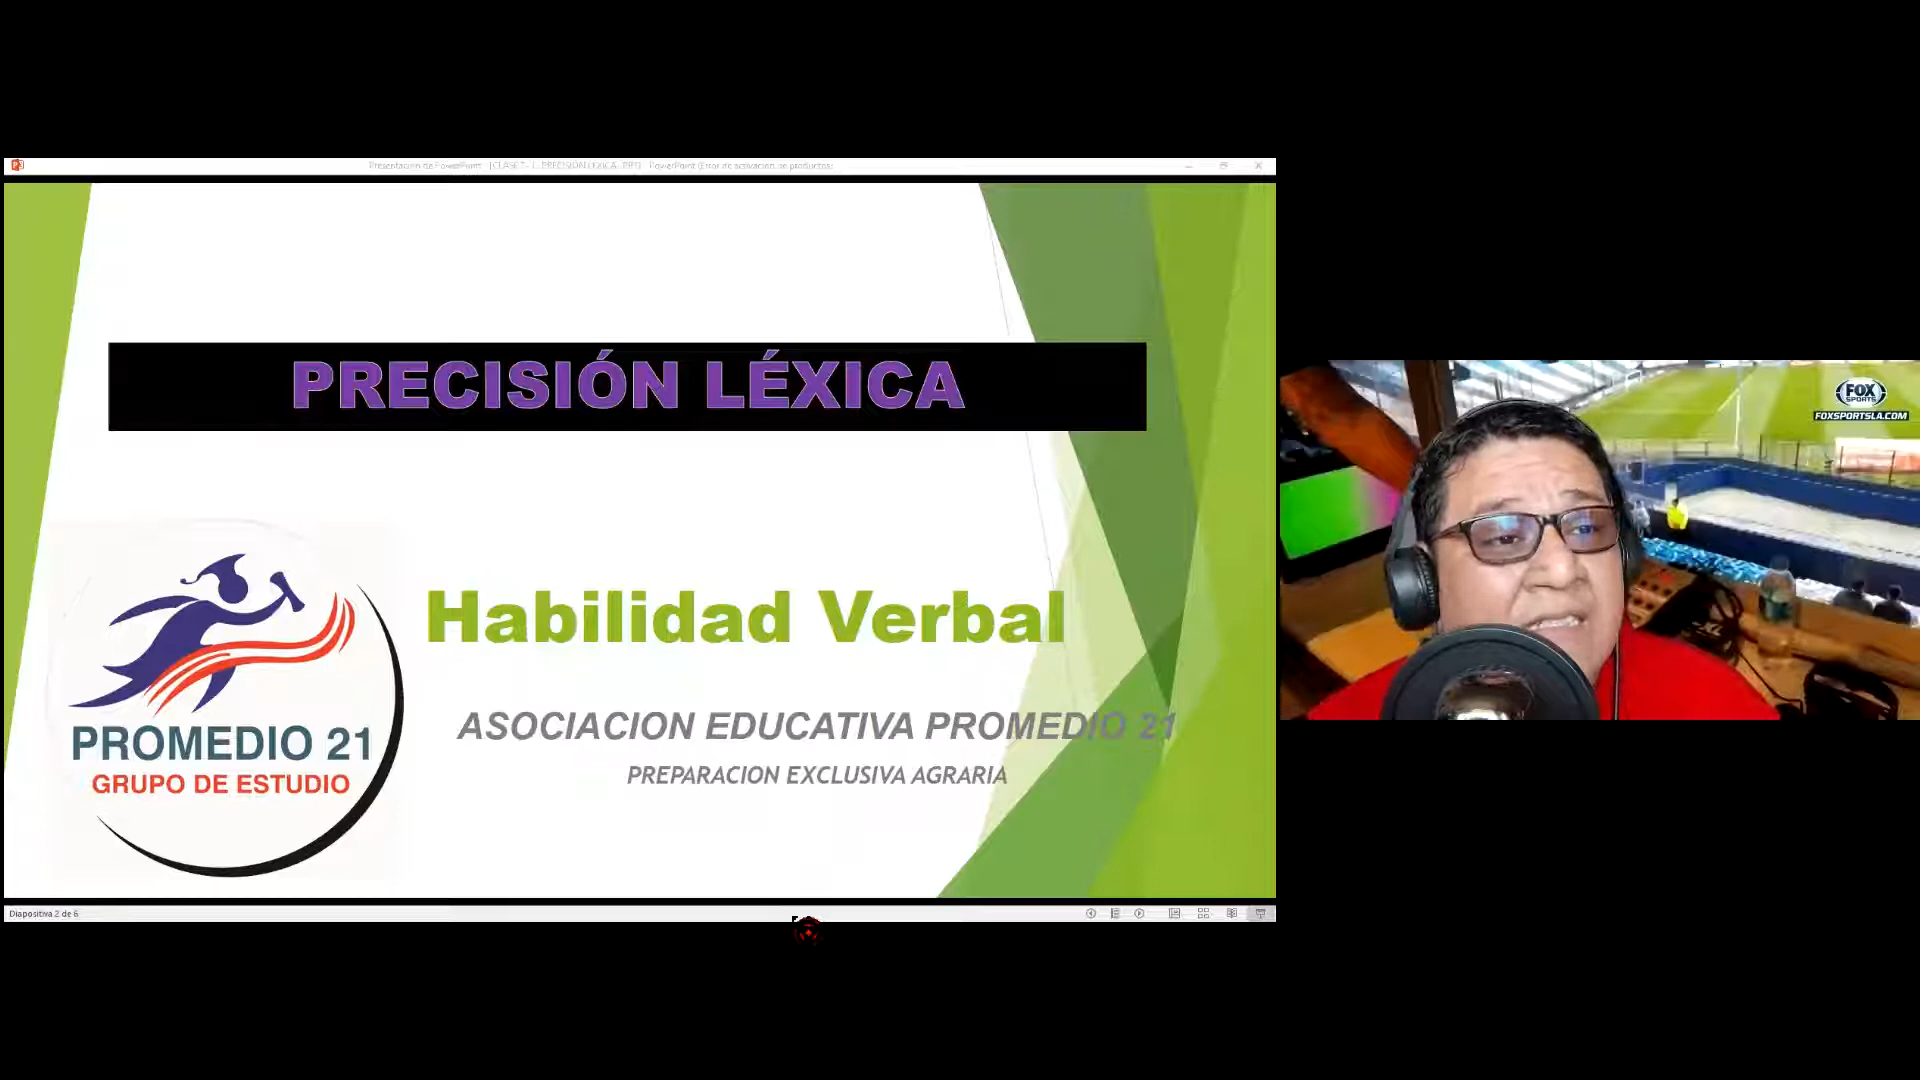 PRECISIÓN LÉXICA
Habilidad Verbal
PROMEDIO 21
GRUPO DE ESTUDIO
ASOCIACION EDUCATIVA PROMEDIO 21
PREPARACION EXCLUSIVA AGRARIA
Diapositiva 2 de 6
FOX
SPORTS
FOXSPORTSLA.COM